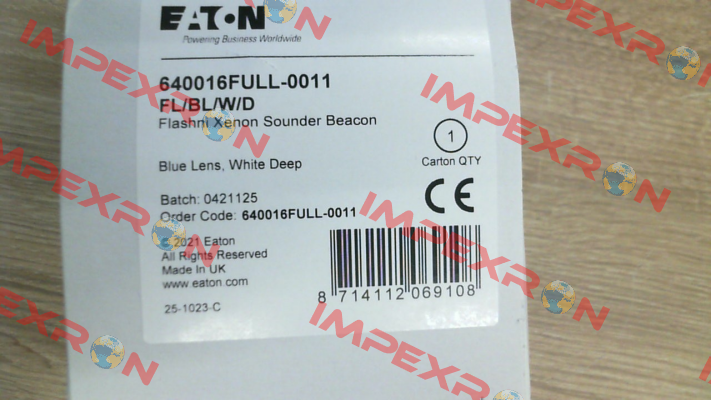 EATON
Powering Business Worldwide
640016FULL-0011
FL/BL/W/D
Flashni Xenon Sounder Beacon
1
Carton QTY
Blue Lens, White Deep
CE
Batch: 0421125
Order Code: 640016FULL-0011
© 2021 Eaton
All Rights Reserved
Made In UK
www.eaton.com
25-1023-C
8 714112 069108
IMPEXRON
IMPEXRON
IMPEXRON
IMPEXRON
IMPEXRON
IMPEXRON